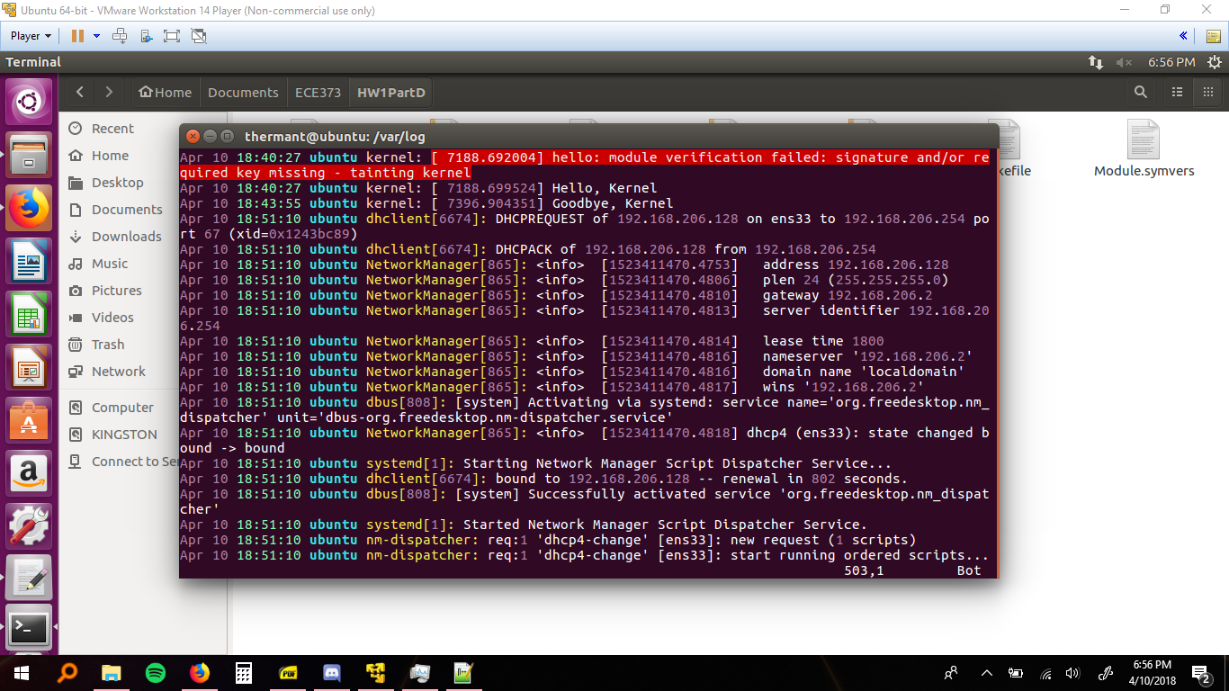 Ubuntu 64-bit - VMware Workstation 14 Player (Non-commercial use only)
Player
Terminal
6:56 PM
Home
Documents
ECE373
HW1PartD
Recent
Home
Desktop
Documents
Downloads
Music
Pictures
Videos
Trash
Network
Computer
KINGSTON
Connect to Se
kefile
Module.symvers
thermant@ubuntu: /var/log
Apr 10 18:40:27 ubuntu kernel: [ 7188.692004] hello: module verification failed: signature and/or re
quired key missing - tainting kernel
Apr 10 18:40:27 ubuntu kernel: [ 7188.699524] Hello, Kernel
Apr 10 18:43:55 ubuntu kernel: [ 7396.904351] Goodbye, Kernel
Apr 10 18:51:10 ubuntu dhclient[6674]: DHCPREQUEST of 192.168.206.128 on ens33 to 192.168.206.254 po
rt 67 (xid=0x1243bc89)
Apr 10 18:51:10 ubuntu dhclient[6674]: DHCPACK of 192.168.206.128 from 192.168.206.254
Apr 10 18:51:10 ubuntu NetworkManager[865]: <info>  [1523411470.4753]   address 192.168.206.128
Apr 10 18:51:10 ubuntu NetworkManager[865]: <info>  [1523411470.4806]   plen 24 (255.255.255.0)
Apr 10 18:51:10 ubuntu NetworkManager[865]: <info>  [1523411470.4810]   gateway 192.168.206.2
Apr 10 18:51:10 ubuntu NetworkManager[865]: <info>  [1523411470.4813]   server identifier 192.168.20
6.254
Apr 10 18:51:10 ubuntu NetworkManager[865]: <info>  [1523411470.4814]   lease time 1800
Apr 10 18:51:10 ubuntu NetworkManager[865]: <info>  [1523411470.4816]   nameserver '192.168.206.2'
Apr 10 18:51:10 ubuntu NetworkManager[865]: <info>  [1523411470.4816]   domain name 'localdomain'
Apr 10 18:51:10 ubuntu NetworkManager[865]: <info>  [1523411470.4817]   wins '192.168.206.2'
Apr 10 18:51:10 ubuntu dbus[808]: [system] Activating via systemd: service name='org.freedesktop.nm_
dispatcher' unit='dbus-org.freedesktop.nm-dispatcher.service'
Apr 10 18:51:10 ubuntu NetworkManager[865]: <info>  [1523411470.4818] dhcp4 (ens33): state changed b
ound -> bound
Apr 10 18:51:10 ubuntu systemd[1]: Starting Network Manager Script Dispatcher Service...
Apr 10 18:51:10 ubuntu dhclient[6674]: bound to 192.168.206.128 -- renewal in 802 seconds.
Apr 10 18:51:10 ubuntu dbus[808]: [system] Successfully activated service 'org.freedesktop.nm_dispat
cher'
Apr 10 18:51:10 ubuntu systemd[1]: Started Network Manager Script Dispatcher Service.
Apr 10 18:51:10 ubuntu nm-dispatcher: req:1 'dhcp4-change' [ens33]: new request (1 scripts)
Apr 10 18:51:10 ubuntu nm-dispatcher: req:1 'dhcp4-change' [ens33]: start running ordered scripts...
503,1 Bot
6:56 PM
4/10/2018
2